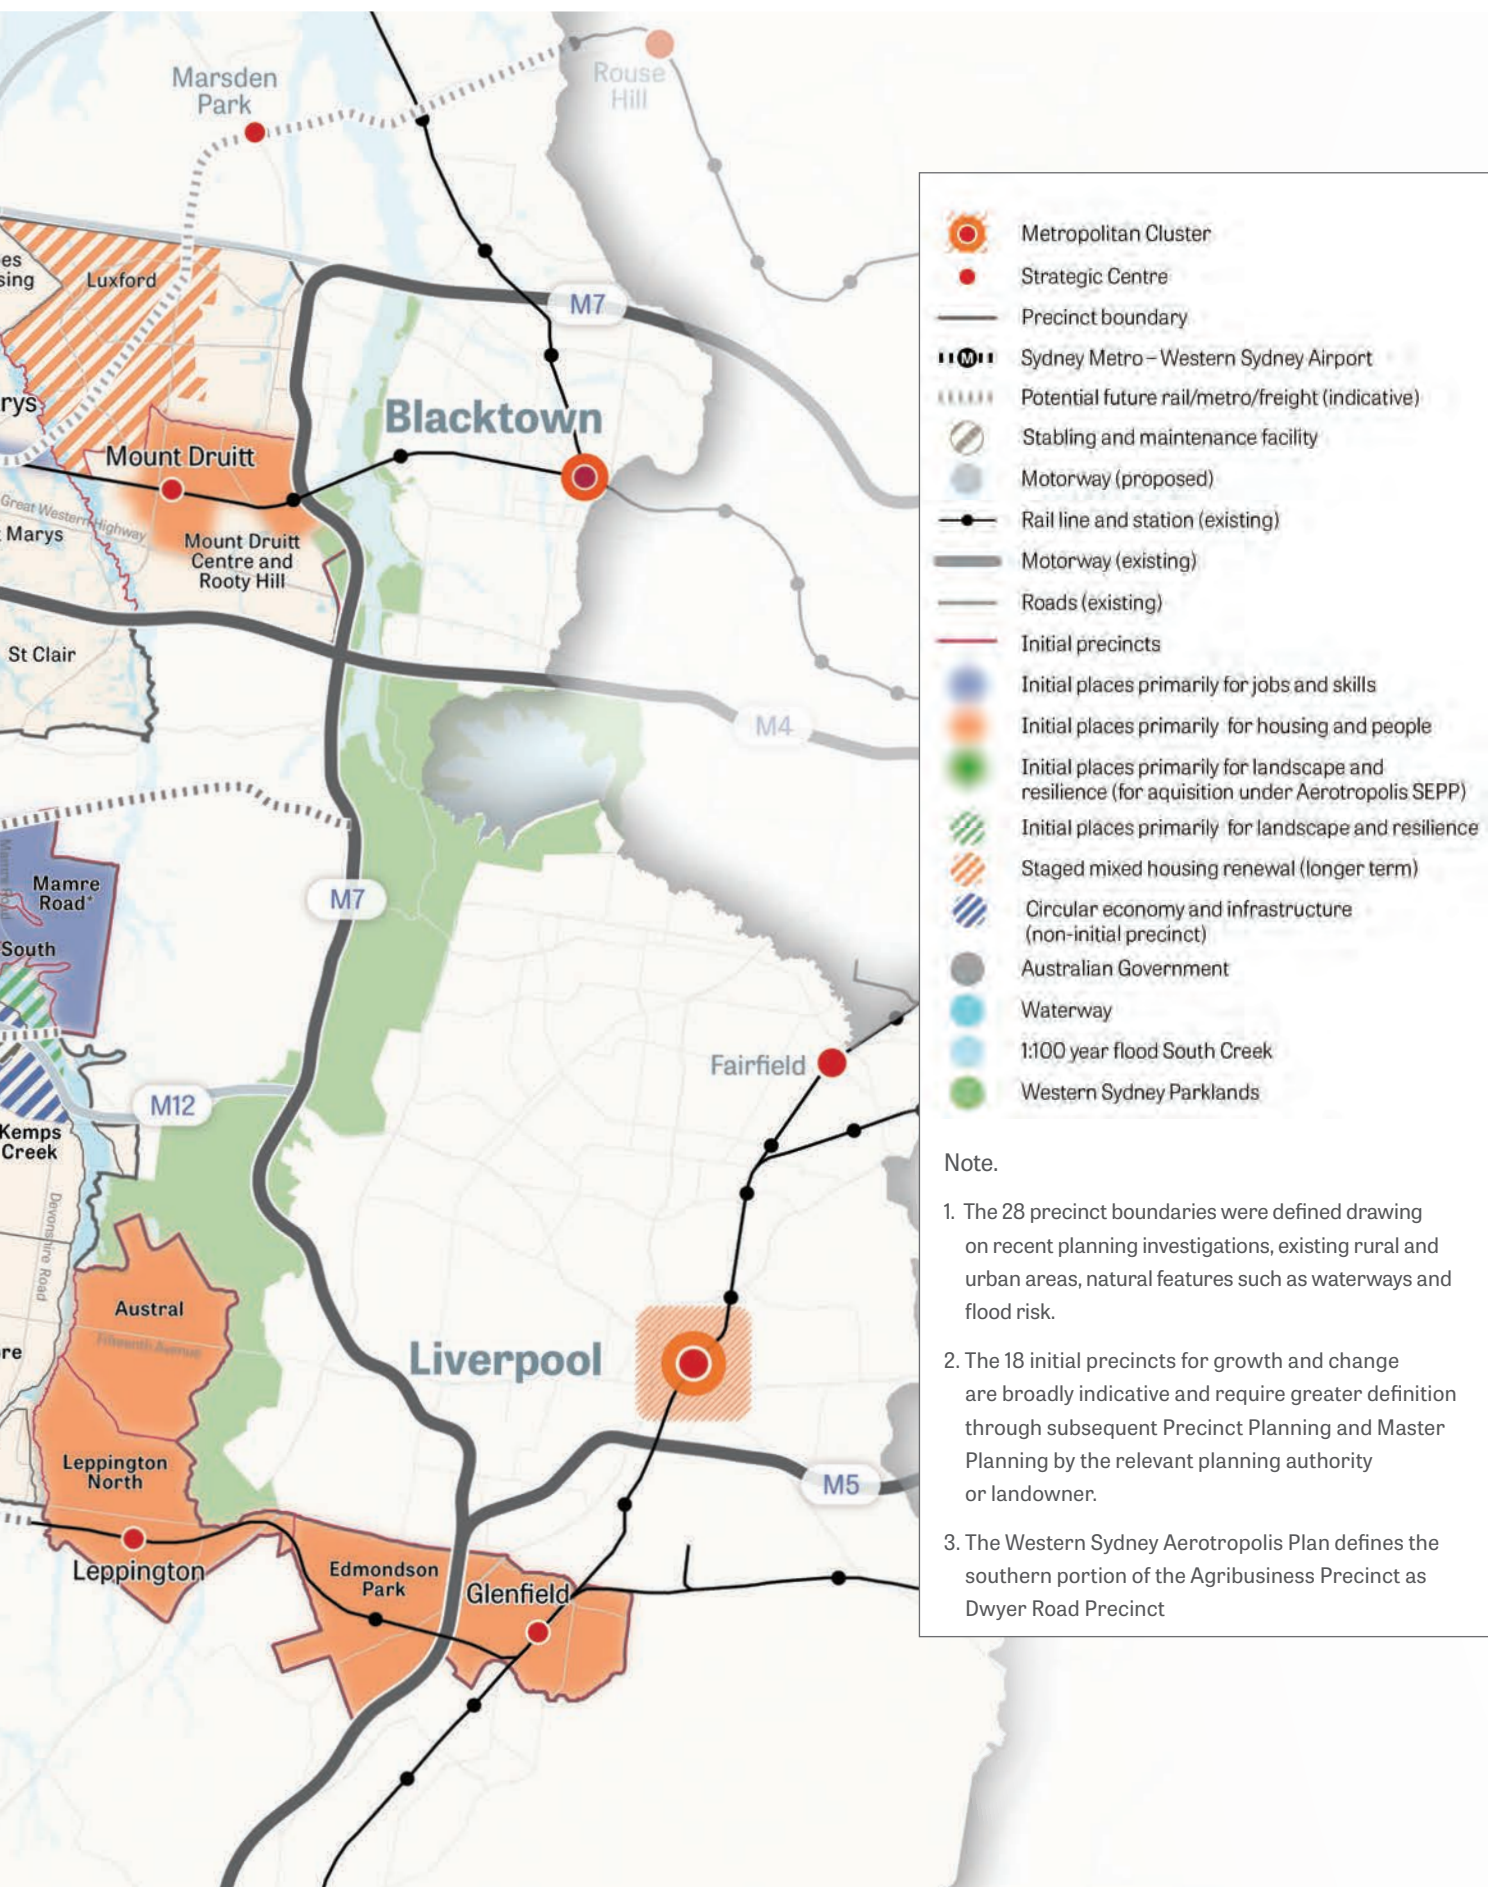 Marsden
Park
Rouse
Hill
es
sing
Luxford
M7
rys
Blacktown
Mount Druitt
Great Western Highway
Marys
Mount Druitt
Centre and
Rooty Hill
St Clair
M4
Mamre Road
Mamre
Road*
M7
South
Fairfield
M12
Kemps
Creek
Devonshire Road
Austral
Fifteenth Avenue
re
Liverpool
Leppington
North
M5
Leppington
Edmondson
Park
Glenfield
Metropolitan Cluster
Strategic Centre
Precinct boundary
M
Sydney Metro – Western Sydney Airport
Potential future rail/metro/freight (indicative)
Stabling and maintenance facility
Motorway (proposed)
Rail line and station (existing)
Motorway (existing)
Roads (existing)
Initial precincts
Initial places primarily for jobs and skills
Initial places primarily for housing and people
Initial places primarily for landscape and
resilience (for aquisition under Aerotropolis SEPP)
Initial places primarily for landscape and resilience
Staged mixed housing renewal (longer term)
Circular economy and infrastructure
(non-initial precinct)
Australian Government
Waterway
1:100 year flood South Creek
Western Sydney Parklands
Note.
1. The 28 precinct boundaries were defined drawing
on recent planning investigations, existing rural and
urban areas, natural features such as waterways and
flood risk.
2. The 18 initial precincts for growth and change
are broadly indicative and require greater definition
through subsequent Precinct Planning and Master
Planning by the relevant planning authority
or landowner.
3. The Western Sydney Aerotropolis Plan defines the
southern portion of the Agribusiness Precinct as
Dwyer Road Precinct